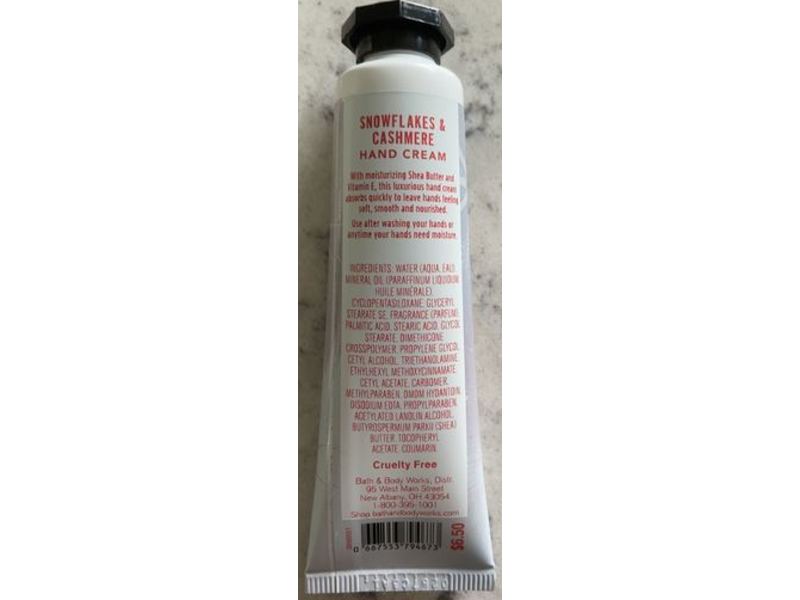 SNOWFLAKES &
CASHMERE
HAND CREAM
With moisturizing Shea Butter and
Vitamin E, this luxurious hand cream
absorbs quickly to leave hands feeling
soft, smooth and nourished.
Use after washing your hands or
anytime your hands need moisture.
INGREDIENTS: WATER (AQUA, EAU),
MINERAL OIL (PARAFFINUM LIQUIDUM,
HUILE MINÉRALE),
CYCLOPENTASILOXANE, GLYCERYL
STEARATE SE, FRAGRANCE (PARFUM),
PALMITIC ACID, STEARIC ACID, GLYCOL
STEARATE, DIMETHICONE
CROSSPOLYMER, PROPYLENE GLYCOL,
CETYL ALCOHOL, TRIETHANOLAMINE,
ETHYLHEXYL METHOXYCINNAMATE,
CETYL ACETATE, CARBOMER,
METHYLPARABEN, DMDM HYDANTOIN,
DISODIUM EDTA, PROPYLPARABEN,
ACETYLATED LANOLIN ALCOHOL,
BUTYROSPERMUM PARKII (SHEA)
BUTTER, TOCOPHERYL
ACETATE, COUMARIN.
Cruelty Free
Bath & Body Works, Distr.
95 West Main Street
New Albany, OH 43054
1-800-395-1001
Shop bathandbodyworks.com
0 667553 794673
$6.50